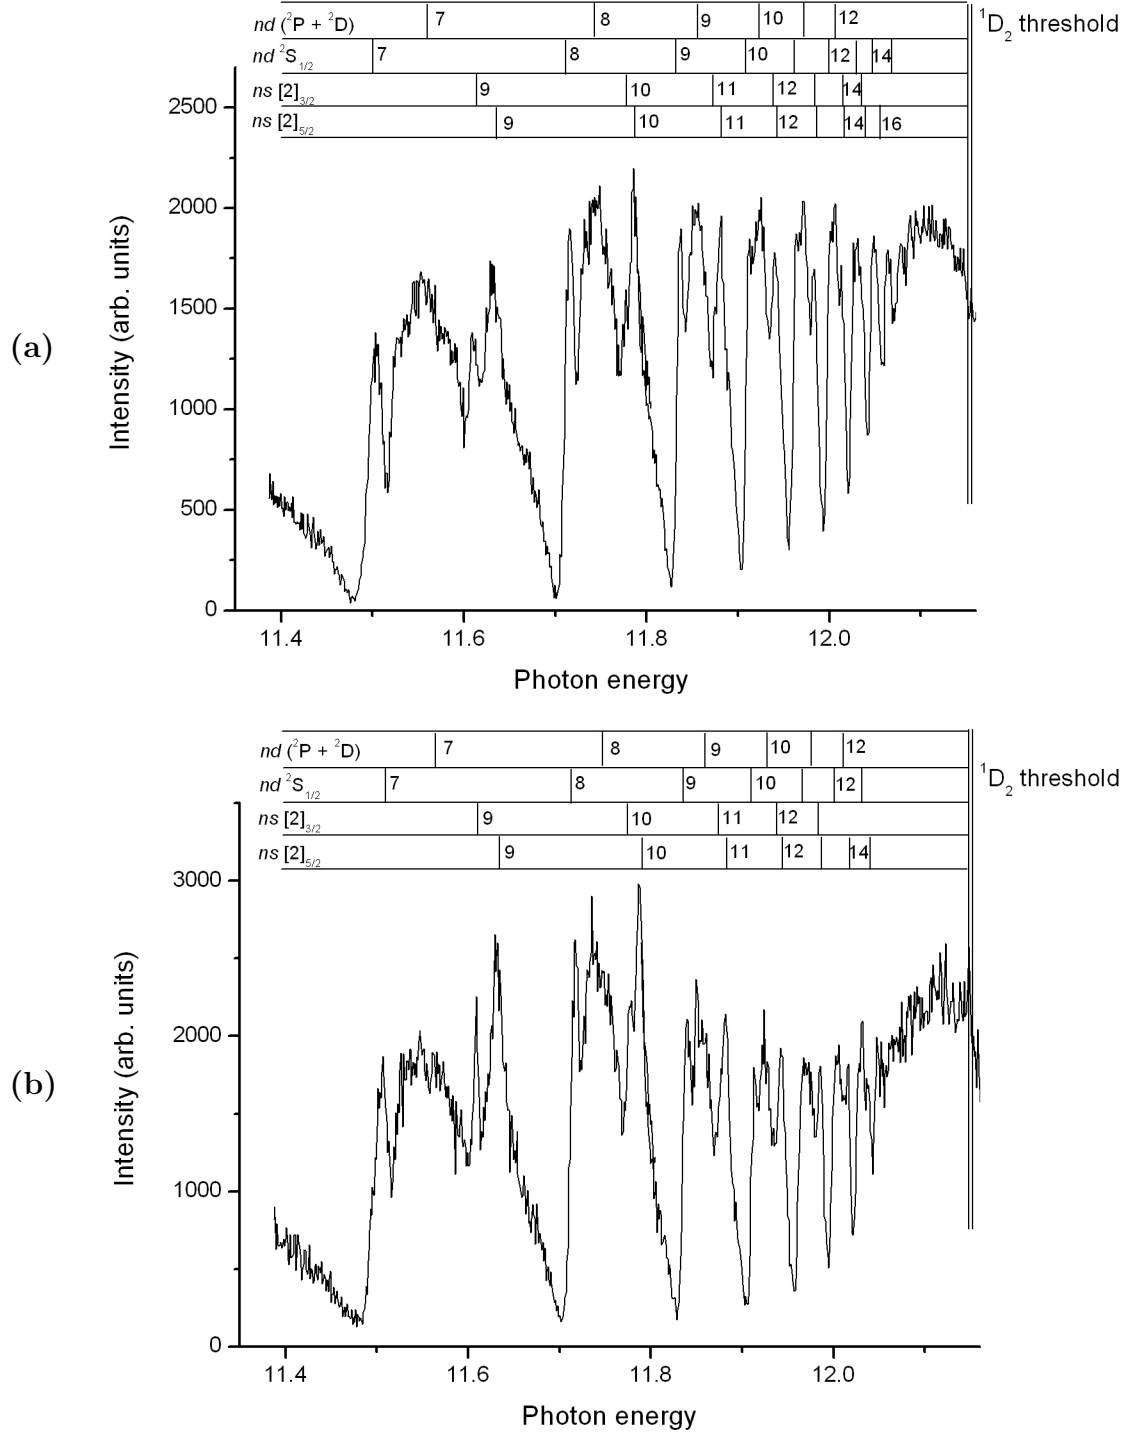 nd (²P + ²D) 7 8 9 10 12
¹D₂ threshold
nd ²S₁/₂ 7 8 9 10 12 14
ns [2]₃/₂ 9 10 11 12 14
ns [2]₅/₂ 9 10 11 12 14 16
2500
2000
1500
1000
500
0
Intensity (arb. units)
(a)
11.4 11.6 11.8 12.0
Photon energy
nd (²P + ²D) 7 8 9 10 12
¹D₂ threshold
nd ²S₁/₂ 7 8 9 10 12
ns [2]₃/₂ 9 10 11 12
ns [2]₅/₂ 9 10 11 12 14
3000
2000
1000
0
Intensity (arb. units)
(b)
11.4 11.6 11.8 12.0
Photon energy